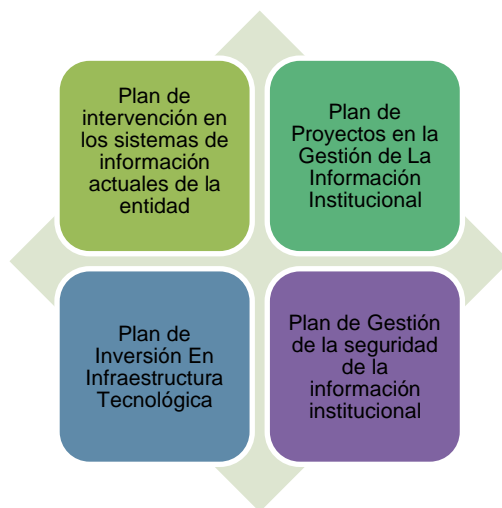 Plan de
intervención en
los sistemas de
información
actuales de la
entidad
Plan de
Proyectos en la
Gestión de La
Información
Institucional
Plan de
Inversión En
Infraestructura
Tecnológica
Plan de Gestión
de la seguridad
de la
información
institucional